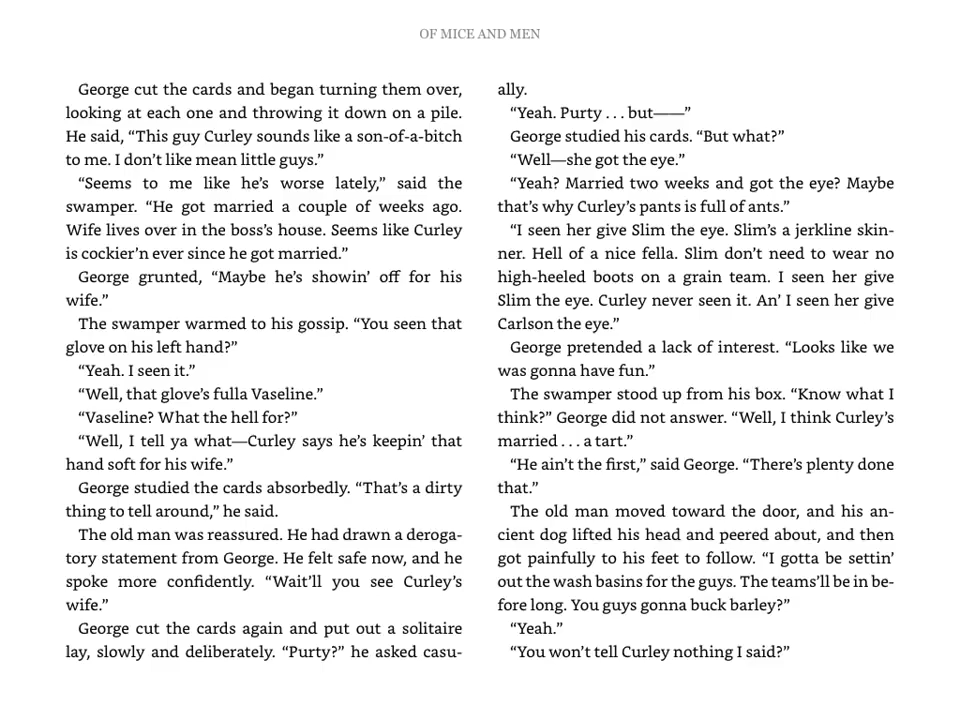 OF MICE AND MEN
George cut the cards and began turning them over,
looking at each one and throwing it down on a pile.
He said, “This guy Curley sounds like a son-of-a-bitch
to me. I don’t like mean little guys.”
“Seems to me like he’s worse lately,” said the
swamper. “He got married a couple of weeks ago.
Wife lives over in the boss’s house. Seems like Curley
is cockier’n ever since he got married.”
George grunted, “Maybe he’s showin’ off for his
wife.”
The swamper warmed to his gossip. “You seen that
glove on his left hand?”
“Yeah. I seen it.”
“Well, that glove’s fulla Vaseline.”
“Vaseline? What the hell for?”
“Well, I tell ya what—Curley says he’s keepin’ that
hand soft for his wife.”
George studied the cards absorbedly. “That’s a dirty
thing to tell around,” he said.
The old man was reassured. He had drawn a deroga-
tory statement from George. He felt safe now, and he
spoke more confidently. “Wait’ll you see Curley’s
wife.”
George cut the cards again and put out a solitaire
lay, slowly and deliberately. “Purty?” he asked casu-
ally.
“Yeah. Purty . . . but——”
George studied his cards. “But what?”
“Well—she got the eye.”
“Yeah? Married two weeks and got the eye? Maybe
that’s why Curley’s pants is full of ants.”
“I seen her give Slim the eye. Slim’s a jerkline skin-
ner. Hell of a nice fella. Slim don’t need to wear no
high-heeled boots on a grain team. I seen her give
Slim the eye. Curley never seen it. An’ I seen her give
Carlson the eye.”
George pretended a lack of interest. “Looks like we
was gonna have fun.”
The swamper stood up from his box. “Know what I
think?” George did not answer. “Well, I think Curley’s
married . . . a tart.”
“He ain’t the first,” said George. “There’s plenty done
that.”
The old man moved toward the door, and his an-
cient dog lifted his head and peered about, and then
got painfully to his feet to follow. “I gotta be settin’
out the wash basins for the guys. The teams’ll be in be-
fore long. You guys gonna buck barley?”
“Yeah.”
“You won’t tell Curley nothing I said?”